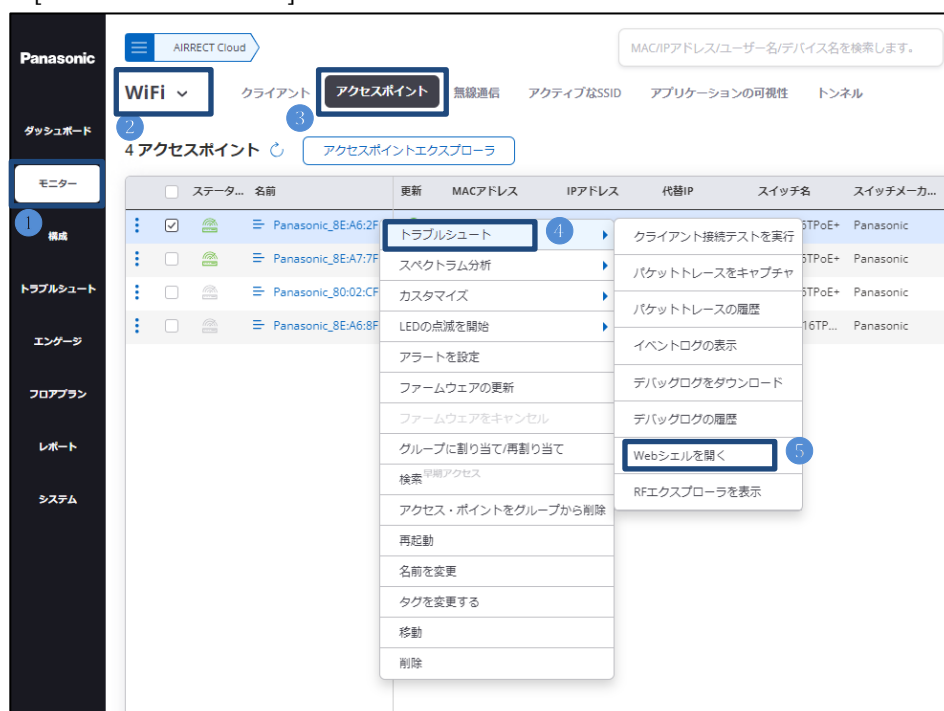 Panasonic
AIRRECT Cloud
MAC/IPアドレス/ユーザー名/デバイス名を検索します。
WiFi
クライアント
アクセスポイント
無線通信
アクティブなSSID
アプリケーションの可視性
トンネル
2
3
ダッシュボード
4 アクセスポイント
アクセスポイントエクスプローラ
モニター
ステータ...
名前
更新
MACアドレス
IPアドレス
代替IP
スイッチ名
スイッチメーカ...
1
構成
Panasonic_8E:A6:2F
トラブルシュート
4
クライアント接続テストを実行
TPoE+
Panasonic
Panasonic_8E:A7:7F
スペクトラム分析
パケットトレースをキャプチャ
TPoE+
Panasonic
トラブルシュート
Panasonic_80:02:CF
カスタマイズ
パケットトレースの履歴
TPoE+
Panasonic
Panasonic_8E:A6:8F
LEDの点滅を開始
イベントログの表示
16TP...
Panasonic
エンゲージ
アラートを設定
デバッグログをダウンロード
フロアプラン
ファームウェアの更新
デバッグログの履歴
ファームウェアをキャンセル
レポート
グループに割り当て/再割り当て
Webシェルを開く
5
検索 早期アクセス
RFエクスプローラを表示
システム
アクセス・ポイントをグループから削除
再起動
名前を変更
タグを変更する
移動
削除